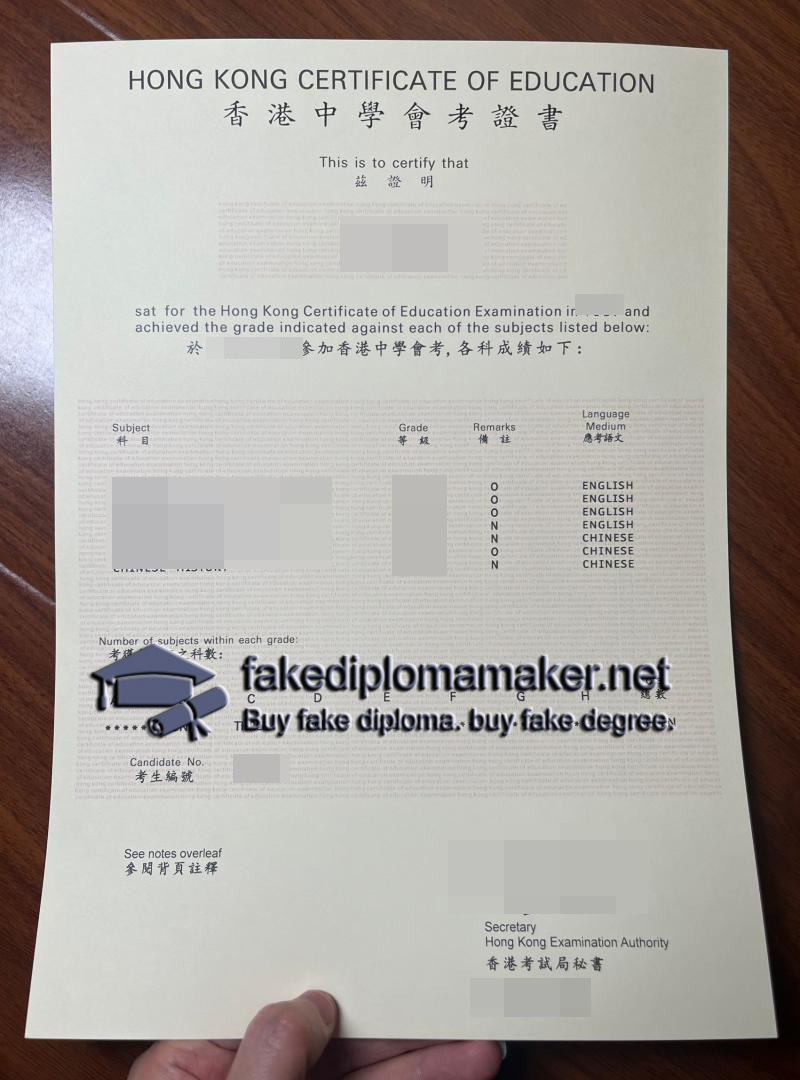 HONG KONG CERTIFICATE OF EDUCATION
香港中學會考證書
This is to certify that
茲證明
sat for the Hong Kong Certificate of Education Examination in and
achieved the grade indicated against each of the subjects listed below:
於 參加香港中學會考, 各科成績如下:
Subject Grade Remarks Language Medium
科目 等級 備註 應考語文
O ENGLISH
O ENGLISH
O ENGLISH
N ENGLISH
N CHINESE
O CHINESE
CHINESE HISTORY N CHINESE
Number of subjects within each grade:
之科數:
fakediplomamaker.net
C D E F G H 總數
Buy fake diploma. buy fake degree.
Candidate No.
考生編號
See notes overleaf
參閱背頁註釋
Secretary
Hong Kong Examination Authority
香港考試局秘書